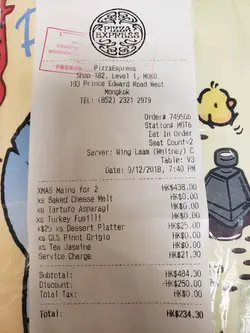 PIZZA
EXPRESS
PizzaExpress
Shop 182, Level 1, MOKO
193 Prince Edward Road West
Mongkok
TEL: (852) 2321 2979
Order# 749566
Station# MOT6
Eat In Order
Seat Count=2
Server: Wing Laam (Whitney) C
Table: V3
Date: 9/12/2018, 7:40 PM
XMAS Mains for 2 HK$438.00
xs Baked Cheese Melt HK$0.00
xs Tartufo Asparagi HK$0.00
xs Turkey Fusilli HK$0.00
+$25 xs Dessert Platter HK$25.00
xs GLS Pinot Grigio HK$0.00
xs Tea Jasmine HK$0.00
Service Charge HK$21.30
Subtotal: HK$484.30
Discount: -HK$250.00
Total Tax: HK$0.00
Total: HK$234.30